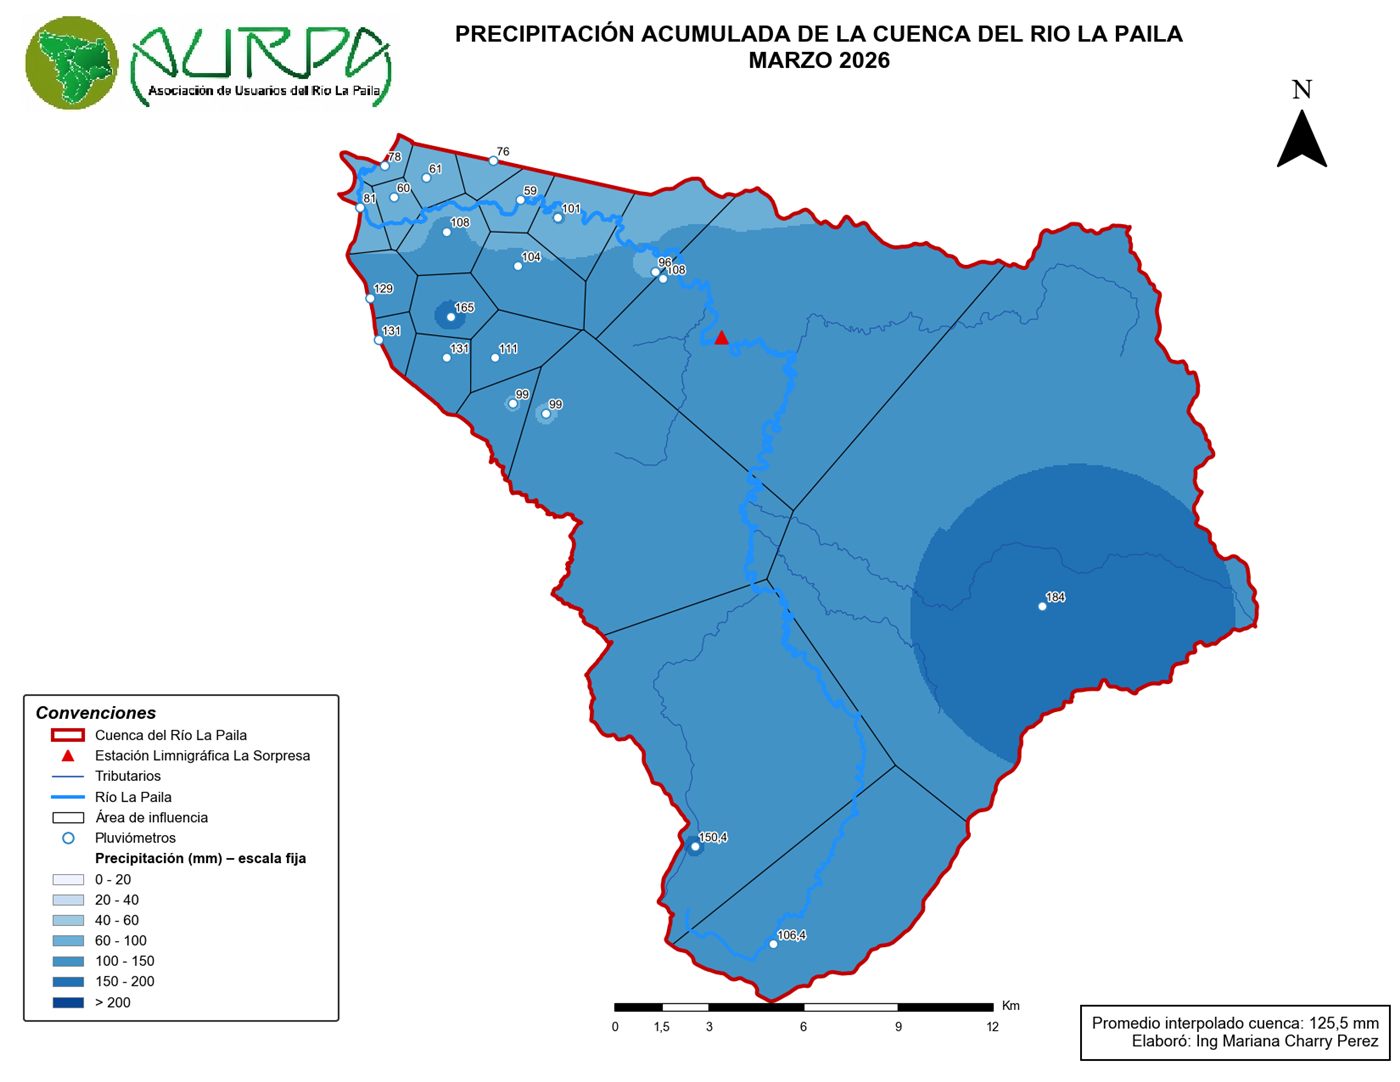 AURPA
Asociación de Usuarios del Río La Paila
PRECIPITACIÓN ACUMULADA DE LA CUENCA DEL RIO LA PAILA
MARZO 2026
N
78
76
61
60
59
81
101
108
104
96
108
129
165
131
131
111
99
99
184
150,4
106,4
Convenciones
Cuenca del Río La Paila
Estación Limnigráfica La Sorpresa
Tributarios
Río La Paila
Área de influencia
Pluviómetros
Precipitación (mm) – escala fija
0 - 20
20 - 40
40 - 60
60 - 100
100 - 150
150 - 200
> 200
Km
0 1,5 3 6 9 12
Promedio interpolado cuenca: 125,5 mm
Elaboró: Ing Mariana Charry Perez